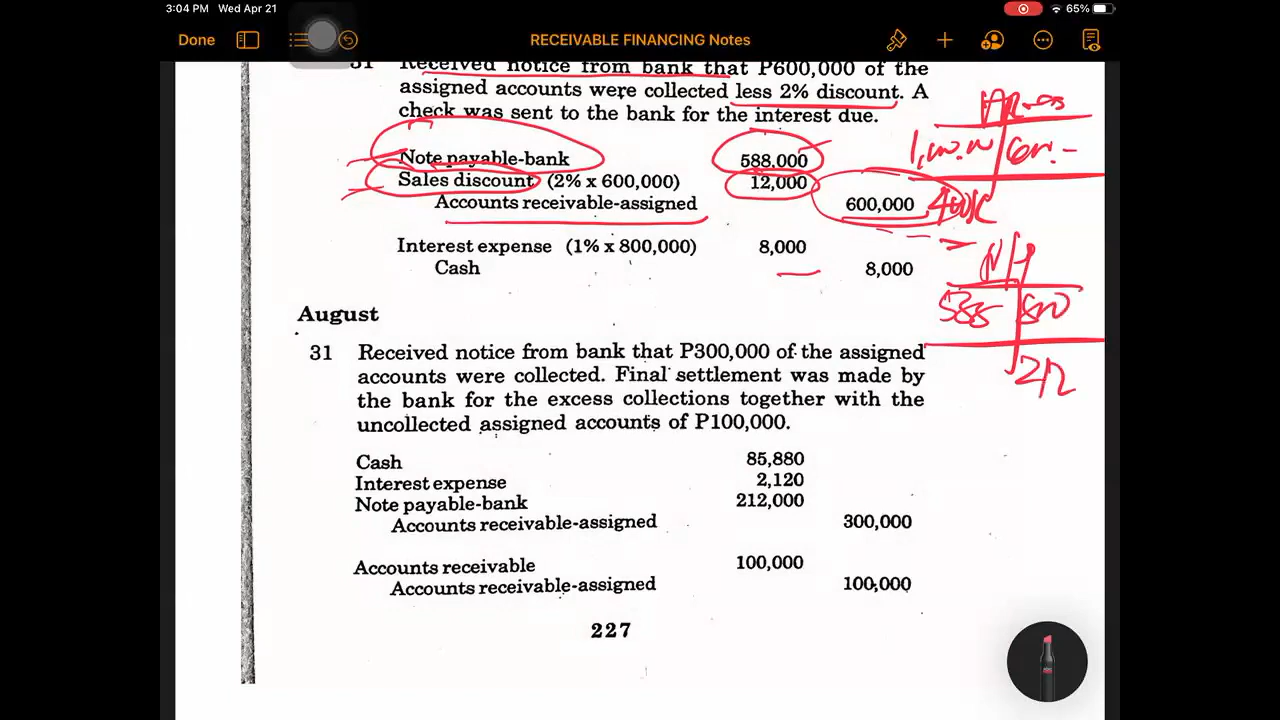 3:04 PM Wed Apr 21
65%
Done
RECEIVABLE FINANCING Notes
31 Received notice from bank that P600,000 of the
assigned accounts were collected less 2% discount. A
check was sent to the bank for the interest due.
Note payable-bank 588,000
Sales discount (2% x 600,000) 12,000
Accounts receivable-assigned 600,000
Interest expense (1% x 800,000) 8,000
Cash 8,000
400K
N/P
588 800
212
August
31 Received notice from bank that P300,000 of the assigned
accounts were collected. Final settlement was made by
the bank for the excess collections together with the
uncollected assigned accounts of P100,000.
Cash 85,880
Interest expense 2,120
Note payable-bank 212,000
Accounts receivable-assigned 300,000
Accounts receivable 100,000
Accounts receivable-assigned 100,000
227